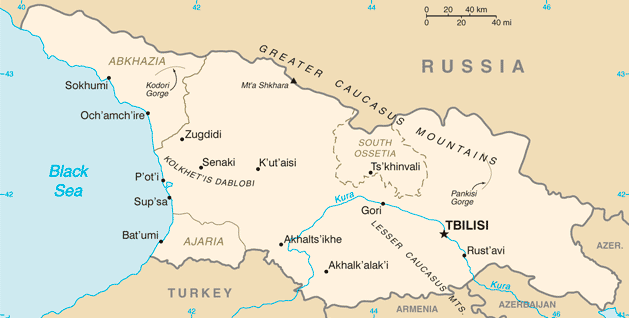 40
42
44
46
0 20 40 km
0 20 40 mi
43
43
42
42
41
42
44
46
GREATER CAUCASUS MOUNTAINS
RUSSIA
ABKHAZIA
Sokhumi
Kodori
Gorge
Mt'a Shkhara
Och'amch'ire
Zugdidi
SOUTH
OSSETIA
Senaki
K'ut'aisi
Ts'khinvali
KOLKHET'IS DABLOBI
Black
Sea
P'ot'i
Pankisi
Gorge
Sup'sa
Kura
Gori
TBILISI
Bat'umi
AJARIA
Akhalts'ikhe
LESSER CAUCASUS MTS.
Rust'avi
AZER.
Akhalk'alak'i
Kura
TURKEY
ARMENIA
AZERBAIJAN